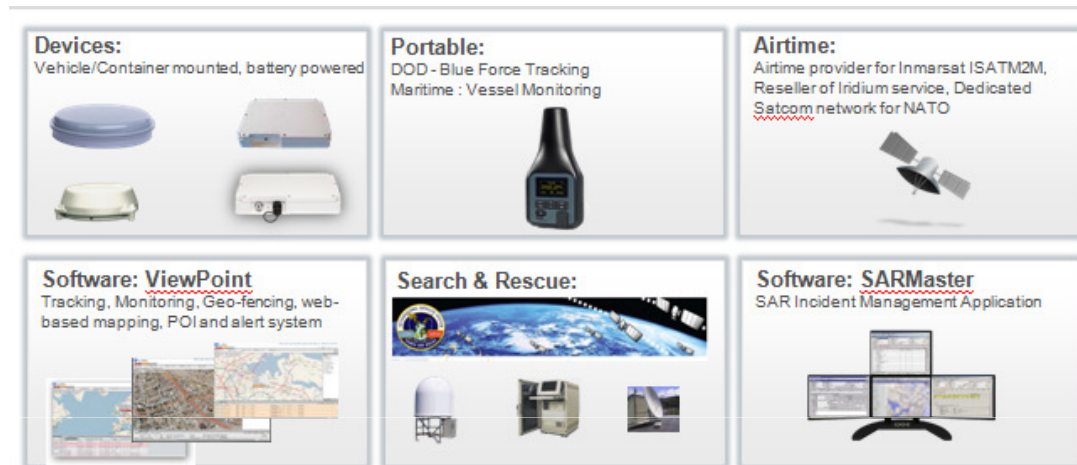 Devices:
Vehicle/Container mounted, battery powered
Portable:
DOD - Blue Force Tracking
Maritime : Vessel Monitoring
Airtime:
Airtime provider for Inmarsat ISATM2M,
Reseller of Iridium service, Dedicated
Satcom network for NATO
Software: ViewPoint
Tracking, Monitoring, Geo-fencing, web-
based mapping, POI and alert system
Search & Rescue:
Software: SARMaster
SAR Incident Management Application